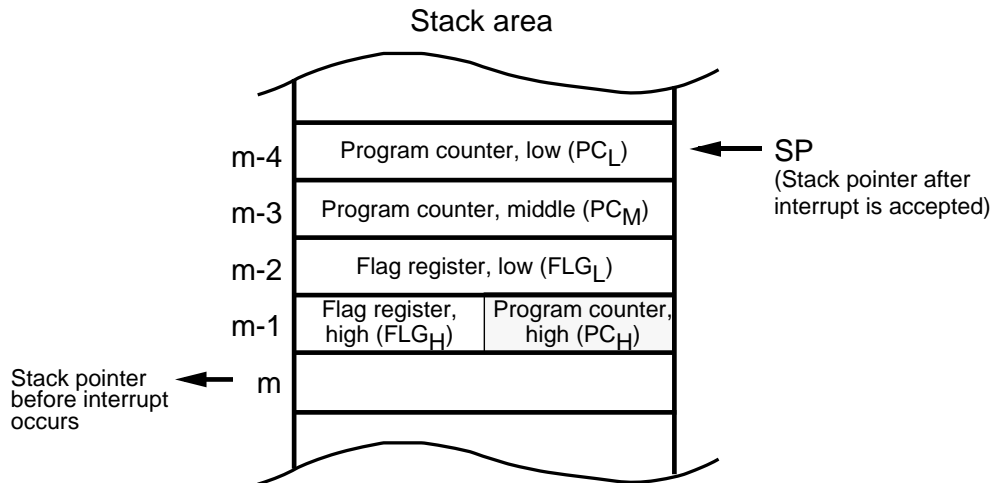 Stack area
m-4
Program counter, low (PCL)
SP
(Stack pointer after
interrupt is accepted)
m-3
Program counter, middle (PCM)
m-2
Flag register, low (FLGL)
m-1
Flag register,
high (FLGH)
Program counter,
high (PCH)
Stack pointer
before interrupt
occurs
m